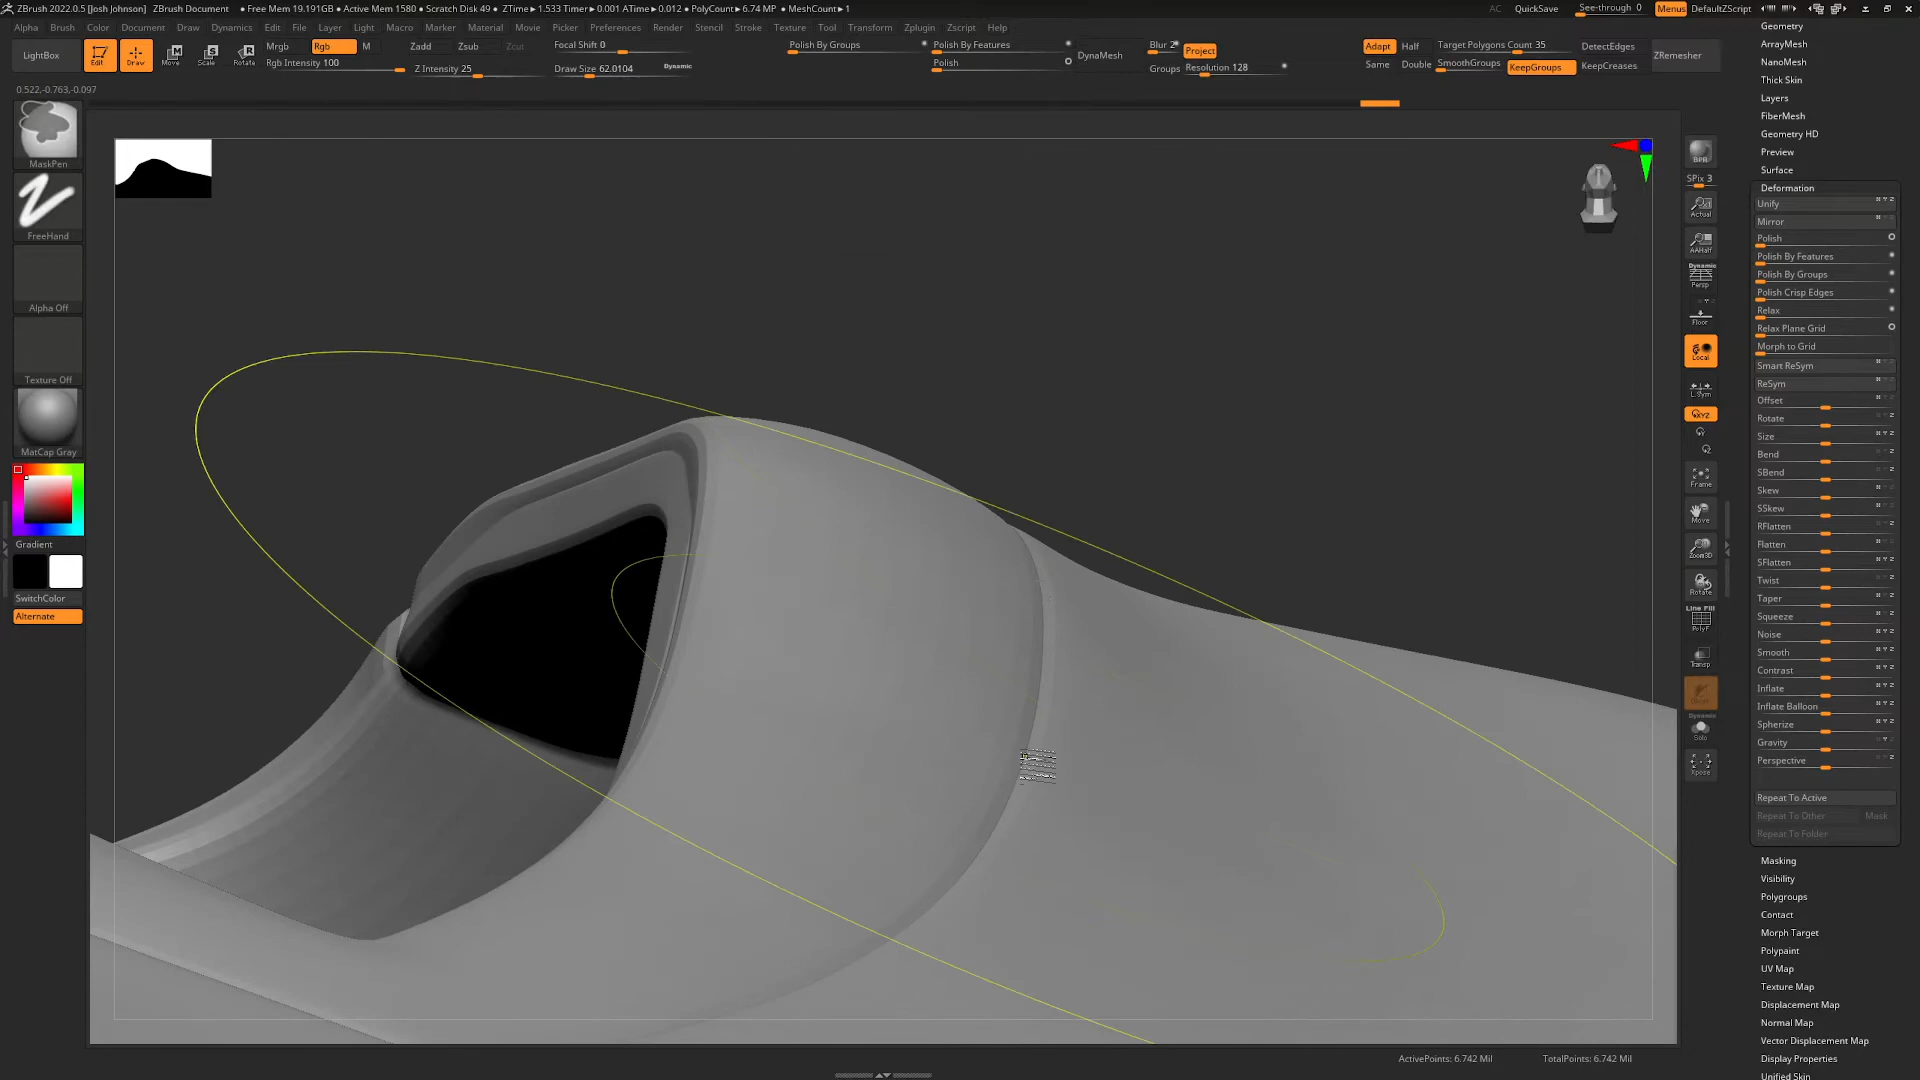 ZBrush 2022.0.5 [Josh Johnson]  ZBrush Document  ● Free Mem 19.191GB ● Active Mem 1580 ● Scratch Disk 49 ● ZTime▸1.533 Timer▸0.001 ATime▸0.012 ● PolyCount▸6.74 MP ● MeshCount▸1
AC QuickSave See-through 0 Menus DefaultZScript
Alpha Brush Color Document Draw Dynamics Edit File Layer Light Macro Marker Material Movie Picker Preferences Render Stencil Stroke Texture Tool Transform Zplugin Zscript Help
LightBox
Edit
Draw
Move
Scale
Rotate
Mrgb Rgb M
Rgb Intensity 100
Zadd Zsub Zcut
Z Intensity 25
Focal Shift 0
Draw Size 62.0104 Dynamic
Polish By Groups
Polish By Features
Polish
DynaMesh
Blur 2
Project
Groups Resolution 128
Adapt Half
Same Double
Target Polygons Count 35
SmoothGroups KeepGroups
DetectEdges
KeepCreases
ZRemesher
0.522,-0.763,-0.097
MaskPen
FreeHand
Alpha Off
Texture Off
MatCap Gray
Gradient
SwitchColor
Alternate
BPR
SPix 3
Actual
AAHalf
Dynamic
Persp
Floor
Local
L.Sym
XYZ
Frame
Move
Zoom3D
Rotate
Line Fill
PolyF
Transp
Dynamic
Solo
Xpose
Geometry
ArrayMesh
NanoMesh
Thick Skin
Layers
FiberMesh
Geometry HD
Preview
Surface
Deformation
Unify
Mirror
Polish
Polish By Features
Polish By Groups
Polish Crisp Edges
Relax
Relax Plane Grid
Morph to Grid
Smart ReSym
ReSym
Offset
Rotate
Size
Bend
SBend
Skew
SSkew
RFlatten
Flatten
SFlatten
Twist
Taper
Squeeze
Noise
Smooth
Contrast
Inflate
Inflate Balloon
Spherize
Gravity
Perspective
Repeat To Active
Repeat To Other Mask
Repeat To Folder
Masking
Visibility
Polygroups
Contact
Morph Target
Polypaint
UV Map
Texture Map
Displacement Map
Normal Map
Vector Displacement Map
Display Properties
Unified Skin
ActivePoints: 6.742 Mil TotalPoints: 6.742 Mil